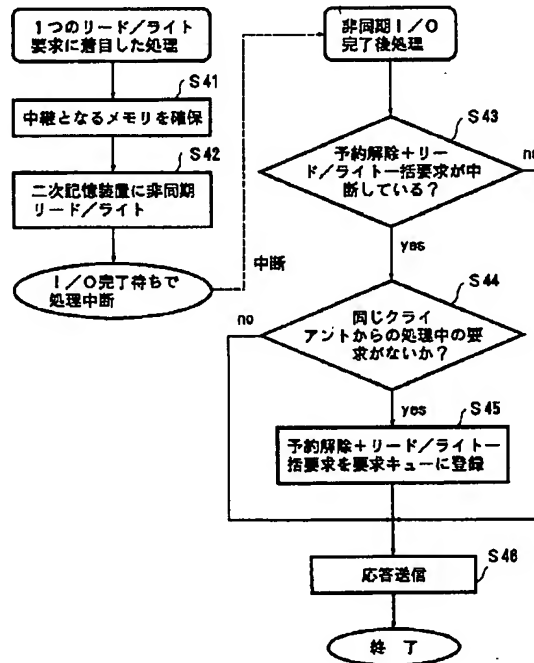 1つのリード/ライト
要求に着目した処理
S41
中継となるメモリを確保
S42
二次記憶装置に非同期
リード/ライト
I/O完了待ちで
処理中断
中断
非同期I/O
完了後処理
S43
予約解除+リー
ド/ライト一括要求が中
断している?
no
yes
S44
同じクライ
アントからの処理中の要
求がないか?
no
yes
S45
予約解除+リード/ライト一
括要求を要求キューに登録
S46
応答送信
終 了